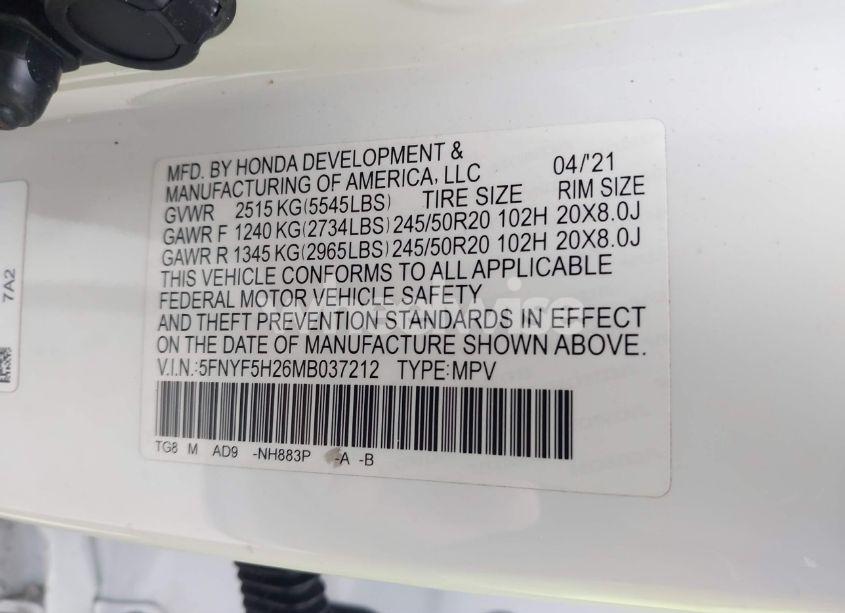 MFD. BY HONDA DEVELOPMENT & 04/'21
MANUFACTURING OF AMERICA, LLC
GVWR 2515 KG(5545LBS) TIRE SIZE RIM SIZE
GAWR F 1240 KG(2734LBS) 245/50R20 102H 20X8.0J
GAWR R 1345 KG(2965LBS) 245/50R20 102H 20X8.0J
THIS VEHICLE CONFORMS TO ALL APPLICABLE
FEDERAL MOTOR VEHICLE SAFETY
AND THEFT PREVENTION STANDARDS IN EFFECT
ON THE DATE OF MANUFACTURE SHOWN ABOVE.
V.I.N.:5FNYF5H26MB037212 TYPE:MPV
TG8 M AD9 -NH883P -A -B
7A2